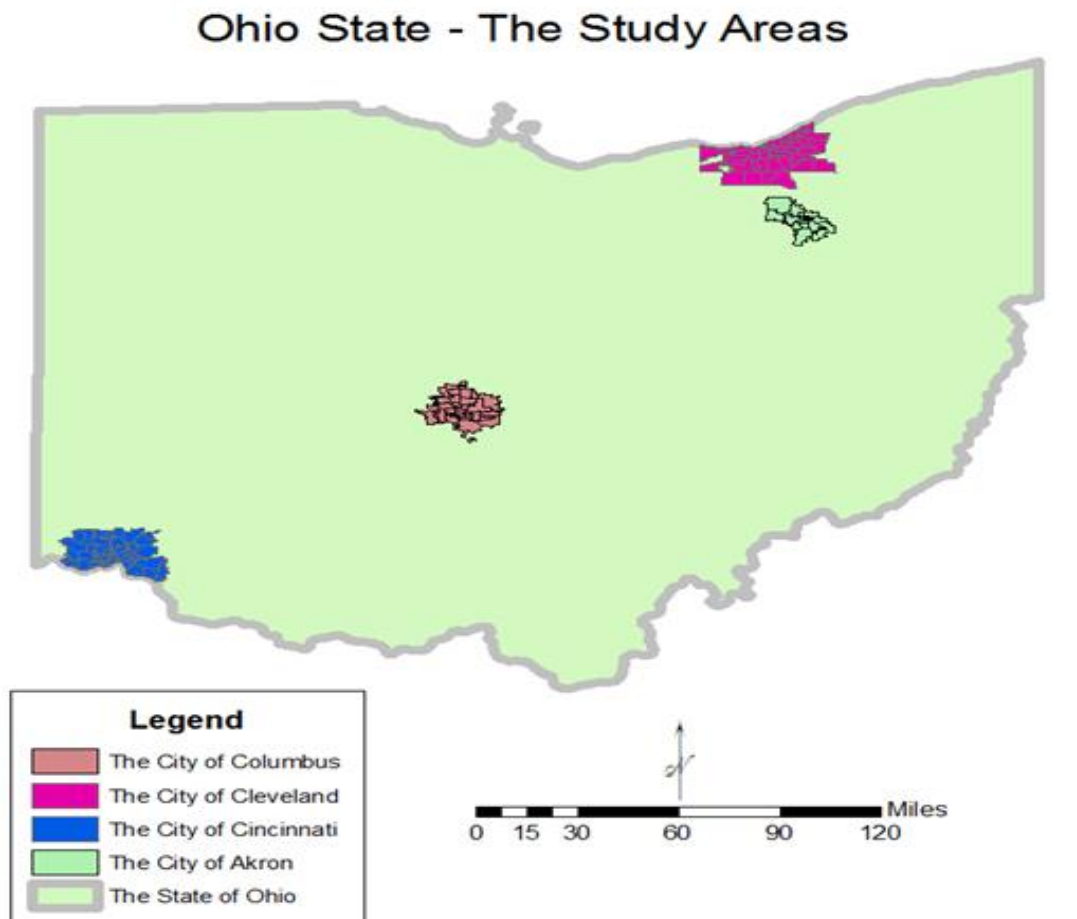 Ohio State - The Study Areas
Legend
The City of Columbus
The City of Cleveland
The City of Cincinnati
The City of Akron
The State of Ohio
N
Miles
0 15 30 60 90 120